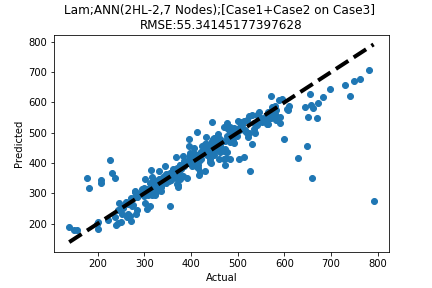 Lam;ANN(2HL-2,7 Nodes);[Case1+Case2 on Case3]
RMSE:55.34145177397628
800
700
600
500
400
300
200
Predicted
200 300 400 500 600 700 800
Actual